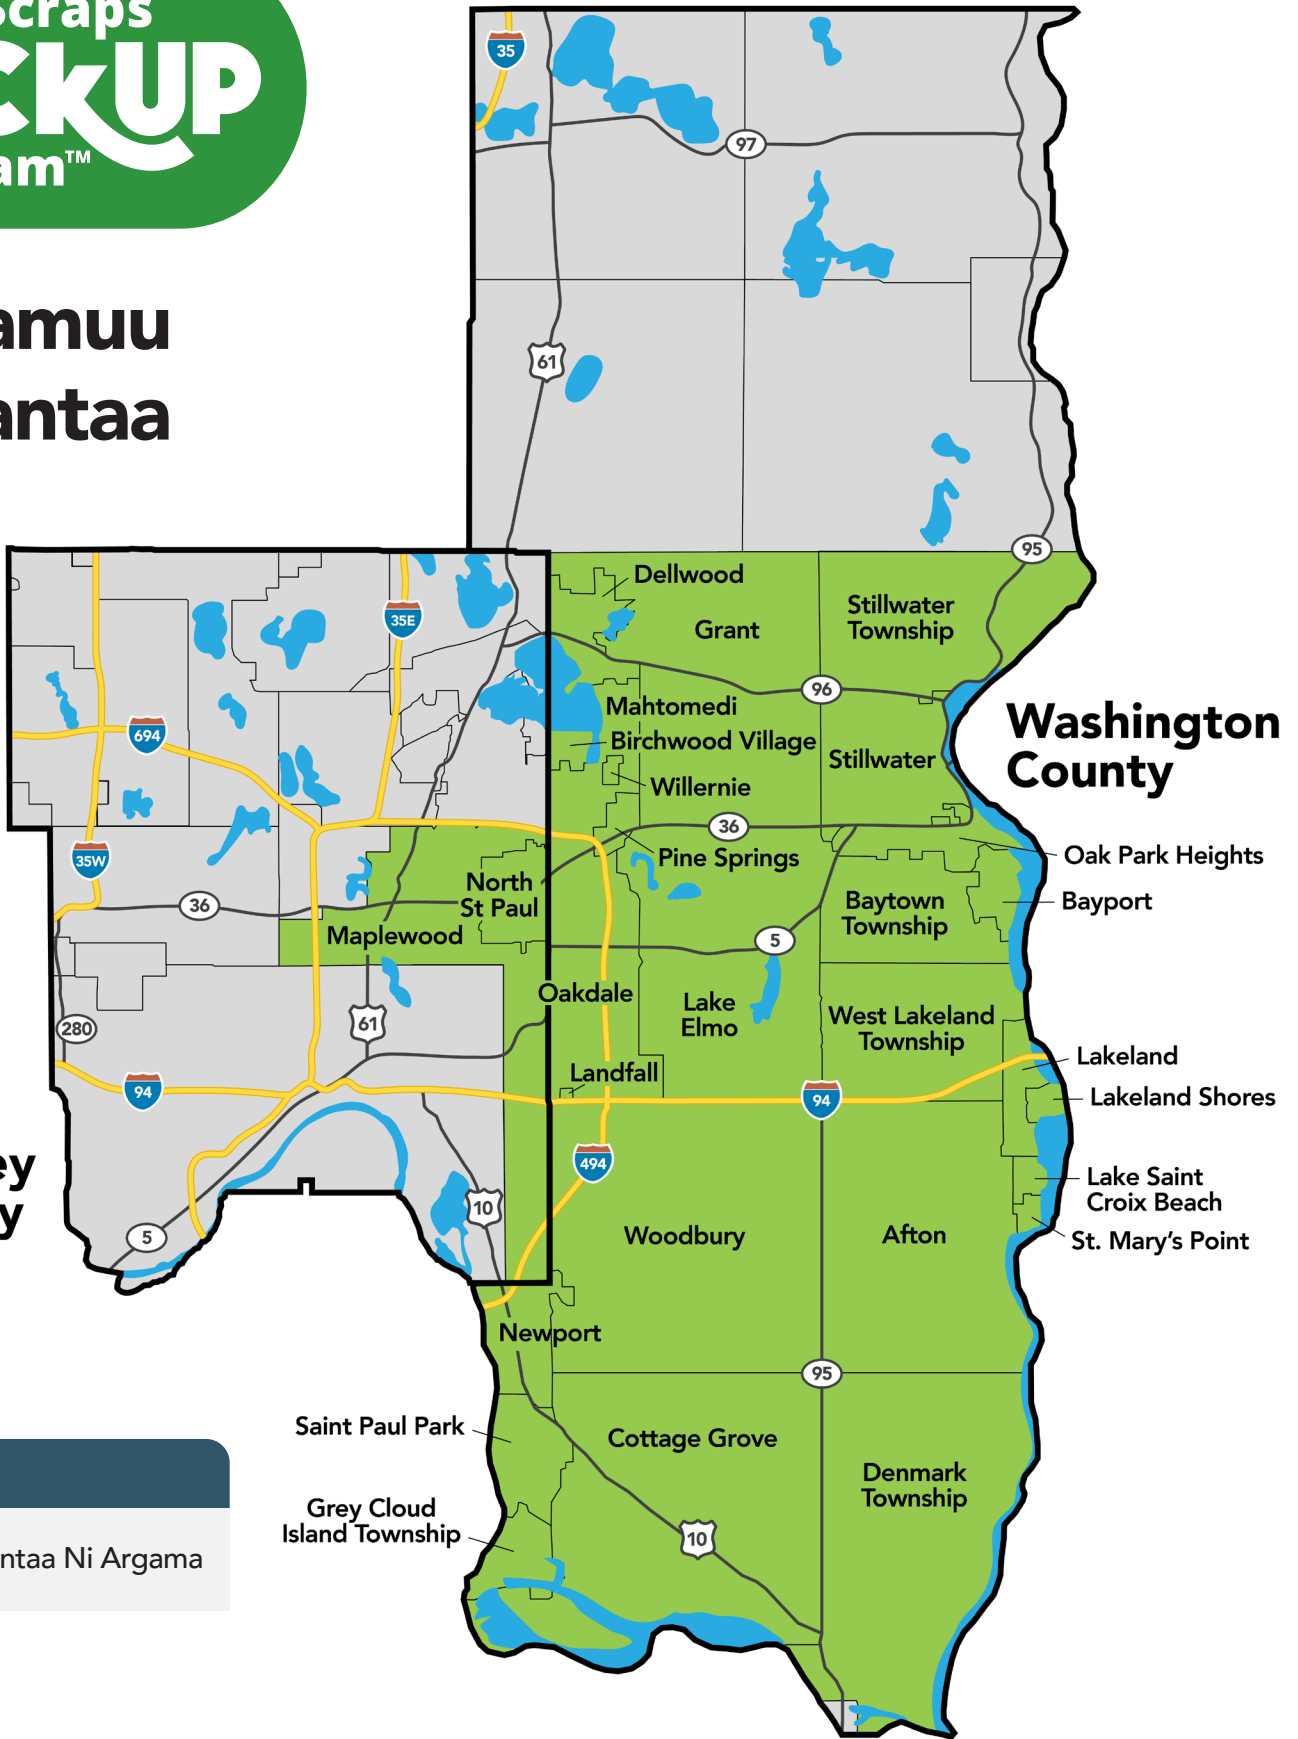 Scraps
CkUP
am™
amuu
antaa
35
97
61
95
Dellwood
Stillwater
Township
Grant
35E
96
Mahtomedi
Washington
County
694
Birchwood Village
Stillwater
Willernie
36
35W
Pine Springs
Oak Park Heights
North
St Paul
Baytown
Township
Bayport
36
Maplewood
5
Oakdale
Lake
Elmo
West Lakeland
Township
280
61
Lakeland
Landfall
94
94
Lakeland Shores
494
ey
y
Lake Saint
Croix Beach
10
5
Woodbury
Afton
St. Mary's Point
Newport
95
Saint Paul Park
Cottage Grove
Denmark
Township
Grey Cloud
Island Township
10
ntaa Ni Argama